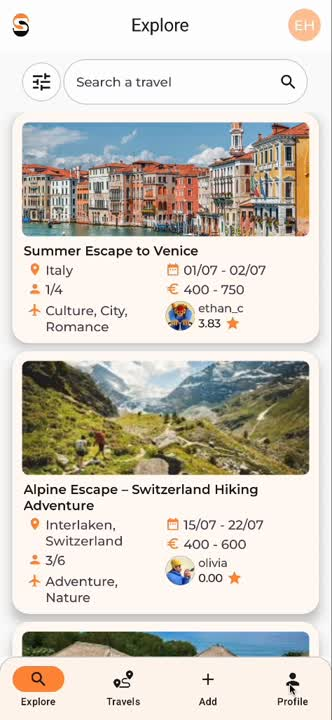 Explore
EH
Search a travel
Summer Escape to Venice
Italy
01/07 - 02/07
1/4
€ 400 - 750
Culture, City,
Romance
ethan_c
3.83
Alpine Escape – Switzerland Hiking
Adventure
Interlaken,
Switzerland
15/07 - 22/07
€ 400 - 600
3/6
olivia
0.00
Adventure,
Nature
Explore
Travels
Add
Profile